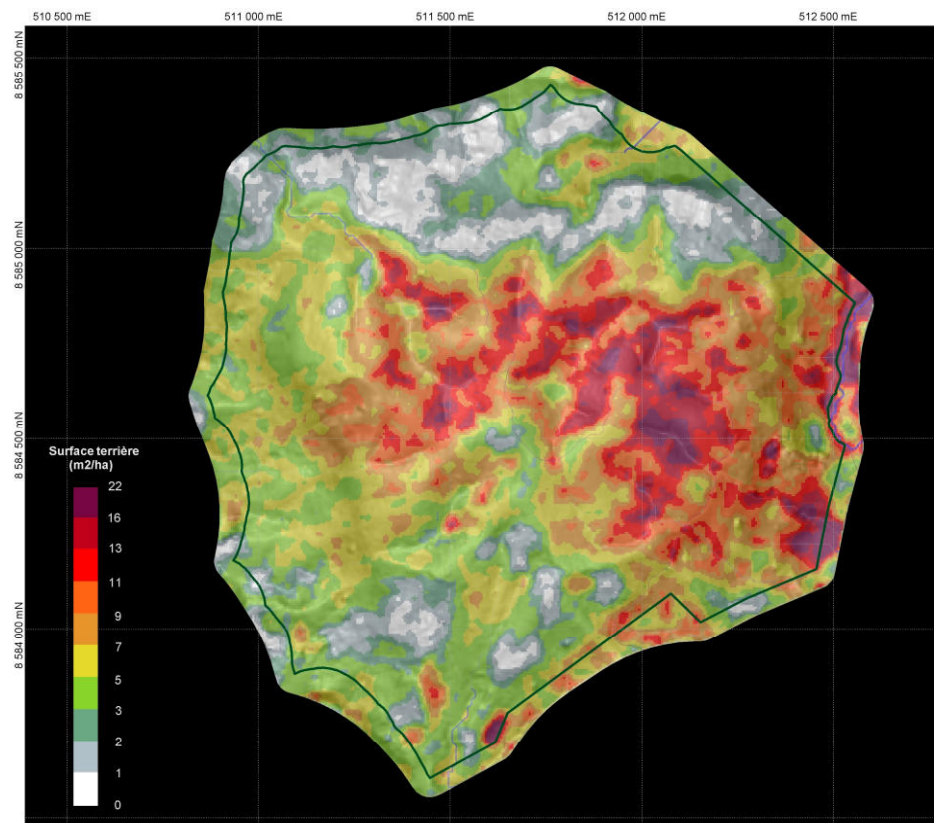 510 500 mE
511 000 mE
511 500 mE
512 000 mE
512 500 mE
8 585 500 mN
8 585 000 mN
8 584 500 mN
8 584 000 mN
Surface terrière
(m2/ha)
22
16
13
11
9
7
5
3
2
1
0